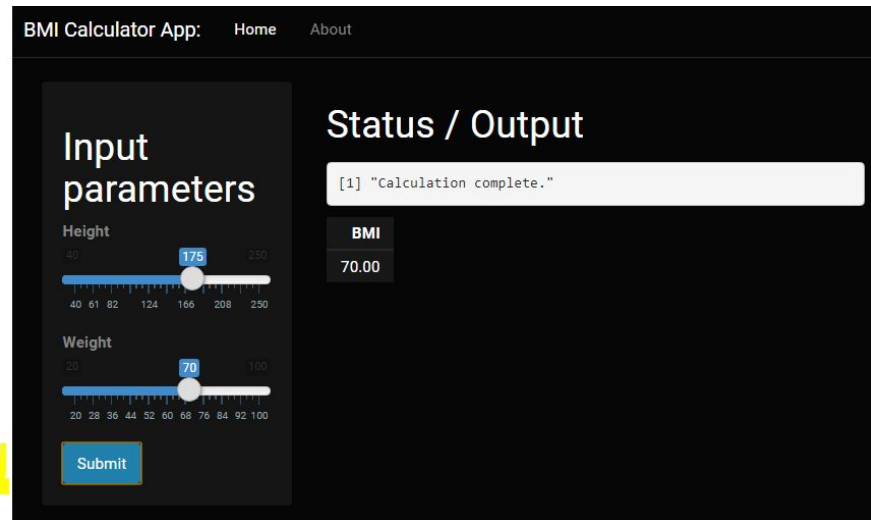 BMI Calculator App: Home About
Input
parameters
Height
40 175 250
40 61 82 124 166 208 250
Weight
20 70 100
20 28 36 44 52 60 68 76 84 92 100
Submit
Status / Output
[1] "Calculation complete."
BMI
70.00